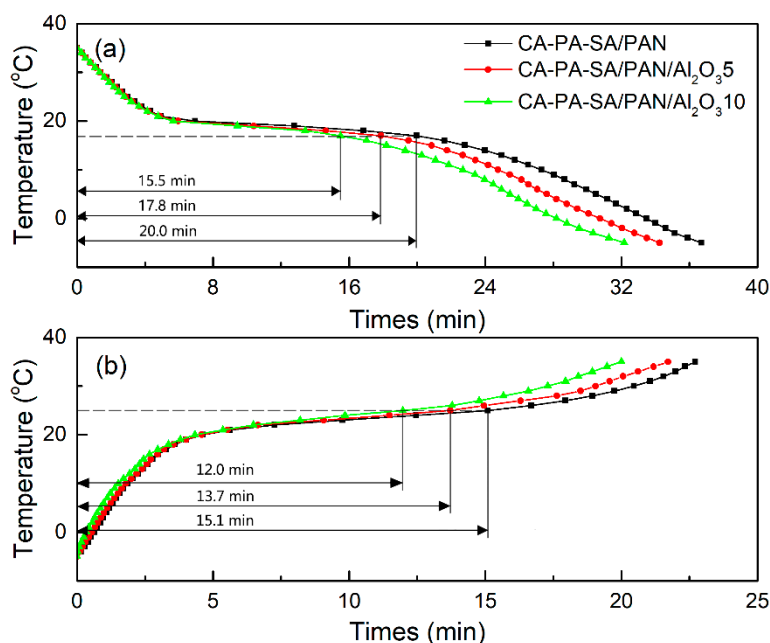 40
(a)
CA-PA-SA/PAN
CA-PA-SA/PAN/Al₂O₃5
CA-PA-SA/PAN/Al₂O₃10
20
0
Temperature (°C)
15.5 min
17.8 min
20.0 min
0 8 16 24 32 40
Times (min)
40
(b)
20
0
Temperature (°C)
12.0 min
13.7 min
15.1 min
0 5 10 15 20 25
Times (min)